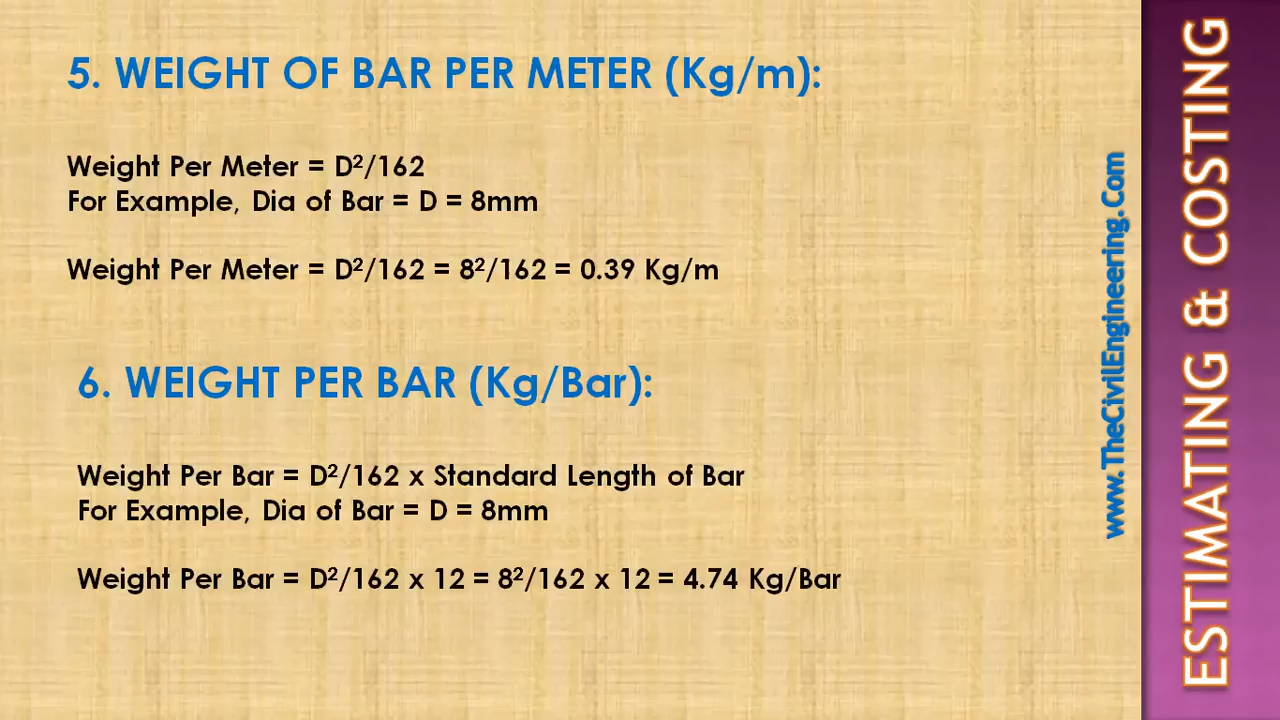 5. WEIGHT OF BAR PER METER (Kg/m):
Weight Per Meter = D²/162
For Example, Dia of Bar = D = 8mm
Weight Per Meter = D²/162 = 8²/162 = 0.39 Kg/m
6. WEIGHT PER BAR (Kg/Bar):
Weight Per Bar = D²/162 x Standard Length of Bar
For Example, Dia of Bar = D = 8mm
Weight Per Bar = D²/162 x 12 = 8²/162 x 12 = 4.74 Kg/Bar
www.TheCivilEngineering.Com
ESTIMATING & COSTING